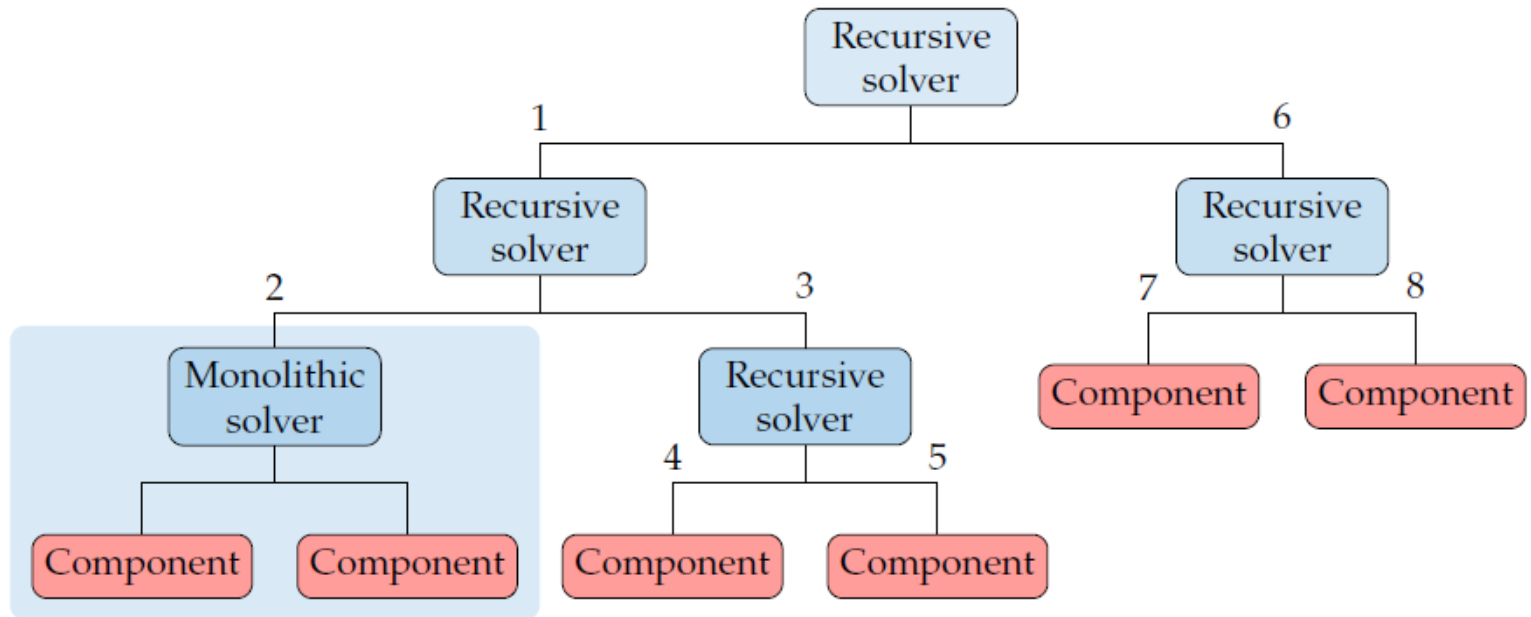 Recursive
solver
1
6
Recursive
solver
Recursive
solver
2
3
7
8
Monolithic
solver
Recursive
solver
Component
Component
4
5
Component
Component
Component
Component